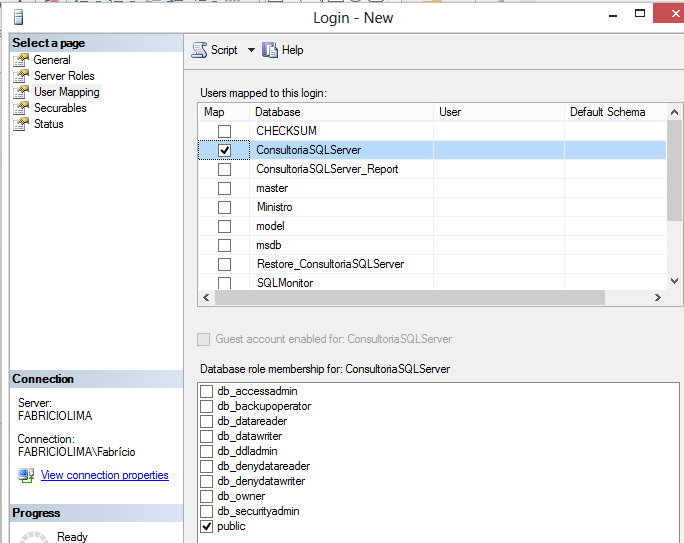 Login - New
Select a page
General
Server Roles
User Mapping
Securables
Status
Script
Help
Users mapped to this login:
Map Database User Default Schema
CHECKSUM
ConsultoriaSQLServer
ConsultoriaSQLServer_Report
master
Ministro
model
msdb
Restore_ConsultoriaSQLServer
SQLMonitor
Guest account enabled for: ConsultoriaSQLServer
Database role membership for: ConsultoriaSQLServer
db_accessadmin
db_backupoperator
db_datareader
db_datawriter
db_ddladmin
db_denydatareader
db_denydatawriter
db_owner
db_securityadmin
public
Connection
Server:
FABRICIOLIMA
Connection:
FABRICIOLIMA\Fabrício
View connection properties
Progress
Ready